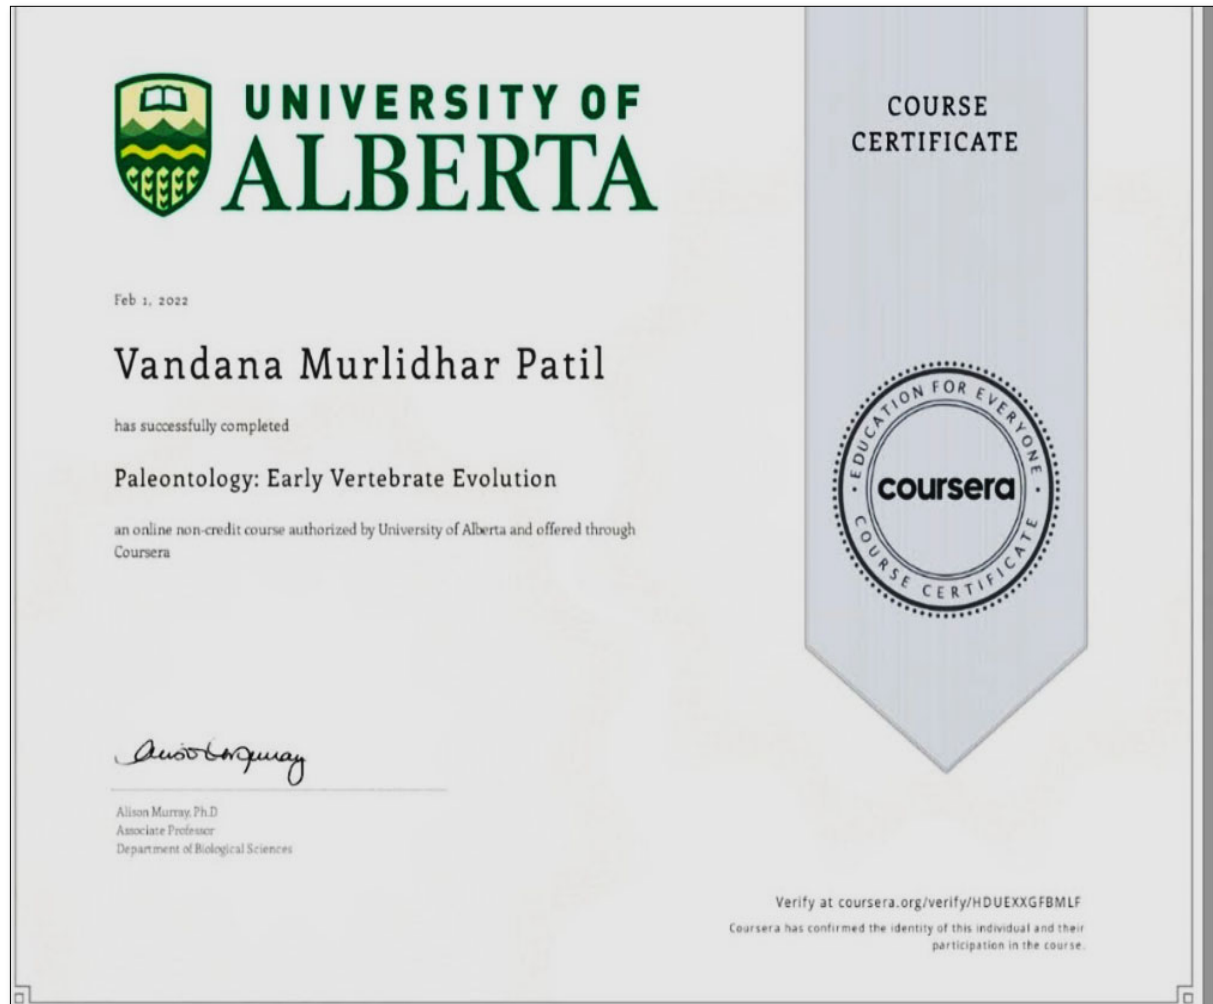 UNIVERSITY OF
ALBERTA
COURSE
CERTIFICATE
Feb 1, 2022
Vandana Murlidhar Patil
has successfully completed
Paleontology: Early Vertebrate Evolution
an online non-credit course authorized by University of Alberta and offered through
Coursera
EDUCATION FOR EVERYONE
coursera
COURSE CERTIFICATE
Alison Murray, Ph.D
Associate Professor
Department of Biological Sciences
Verify at coursera.org/verify/HDUEXXGFBMLF
Coursera has confirmed the identity of this individual and their
participation in the course.